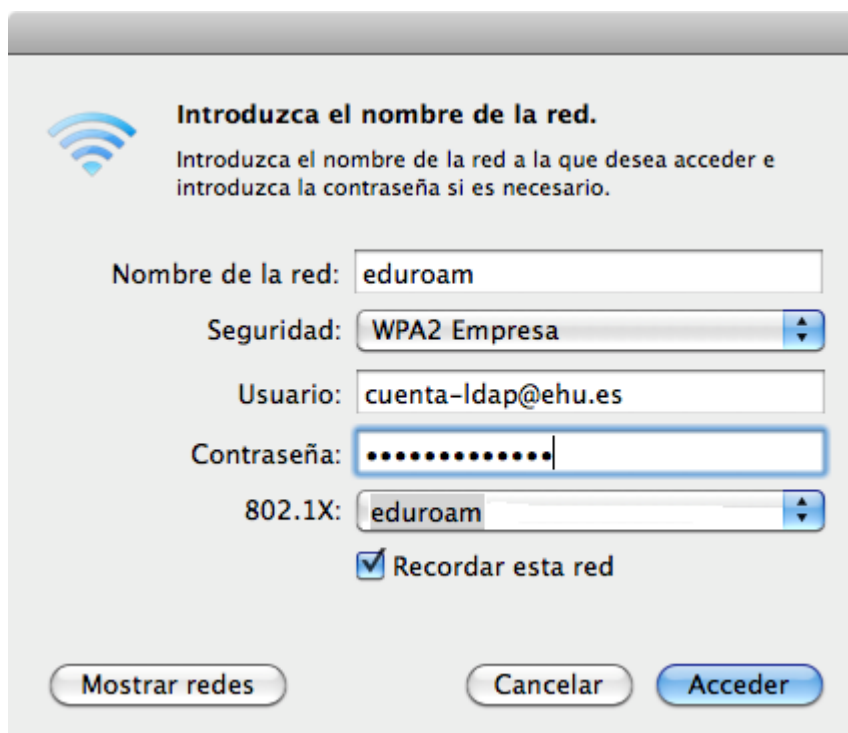 Introduzca el nombre de la red.
Introduzca el nombre de la red a la que desea acceder e
introduzca la contraseña si es necesario.
Nombre de la red: eduroam
Seguridad: WPA2 Empresa
Usuario: cuenta-ldap@ehu.es
Contraseña: •••••••••••••
802.1X: eduroam
Recordar esta red
Mostrar redes Cancelar Acceder